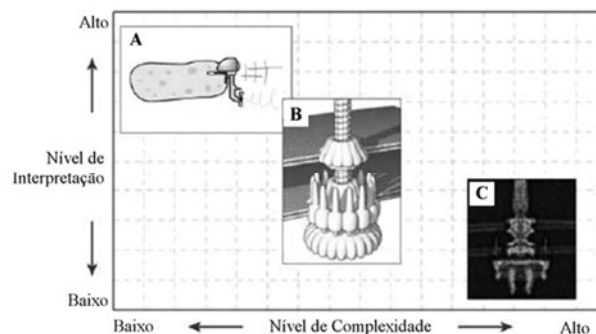 Alto
A
B
Nível de
Interpretação
C
Baixo
Baixo
Nível de Complexidade
Alto